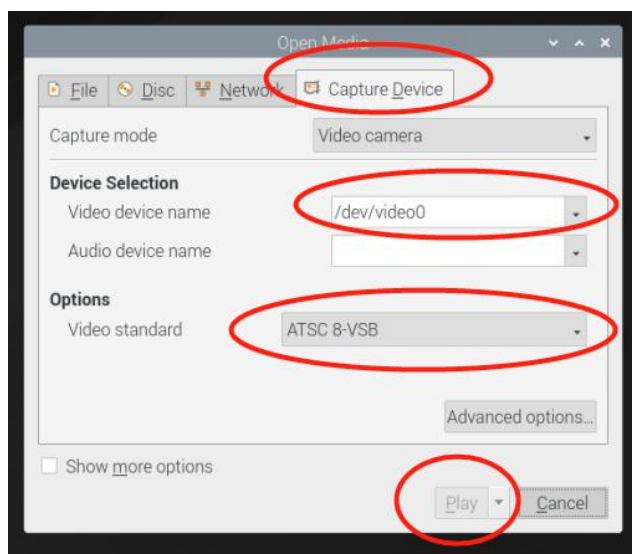 Open Media
File Disc Network Capture Device
Capture mode Video camera
Device Selection
Video device name /dev/video0
Audio device name
Options
Video standard ATSC 8-VSB
Advanced options...
Show more options
Play Cancel